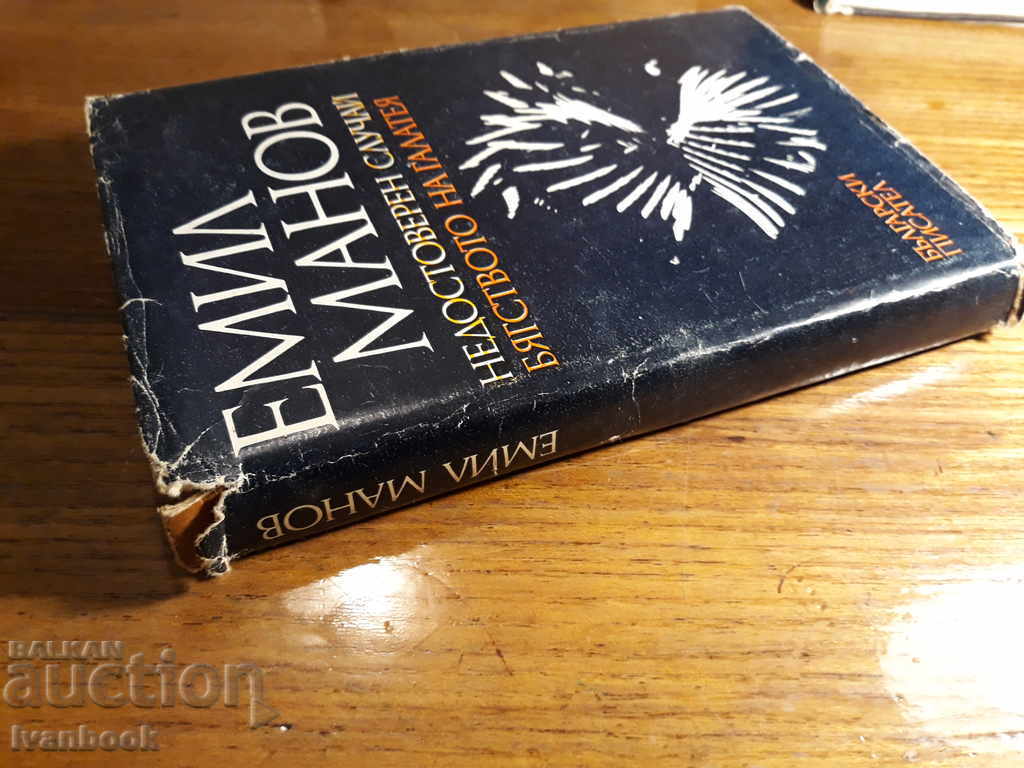 ЕМИЛ
МАНОВ
НЕДОСТОВЕРЕН СЛУЧАЙ
БЯГСТВОТО НА ГАЛАТЕЯ
БЪЛГАРСКИ
ПИСАТЕЛ
ЕМИЛ МАНОВ
BALKAN
auction
Ivanbook